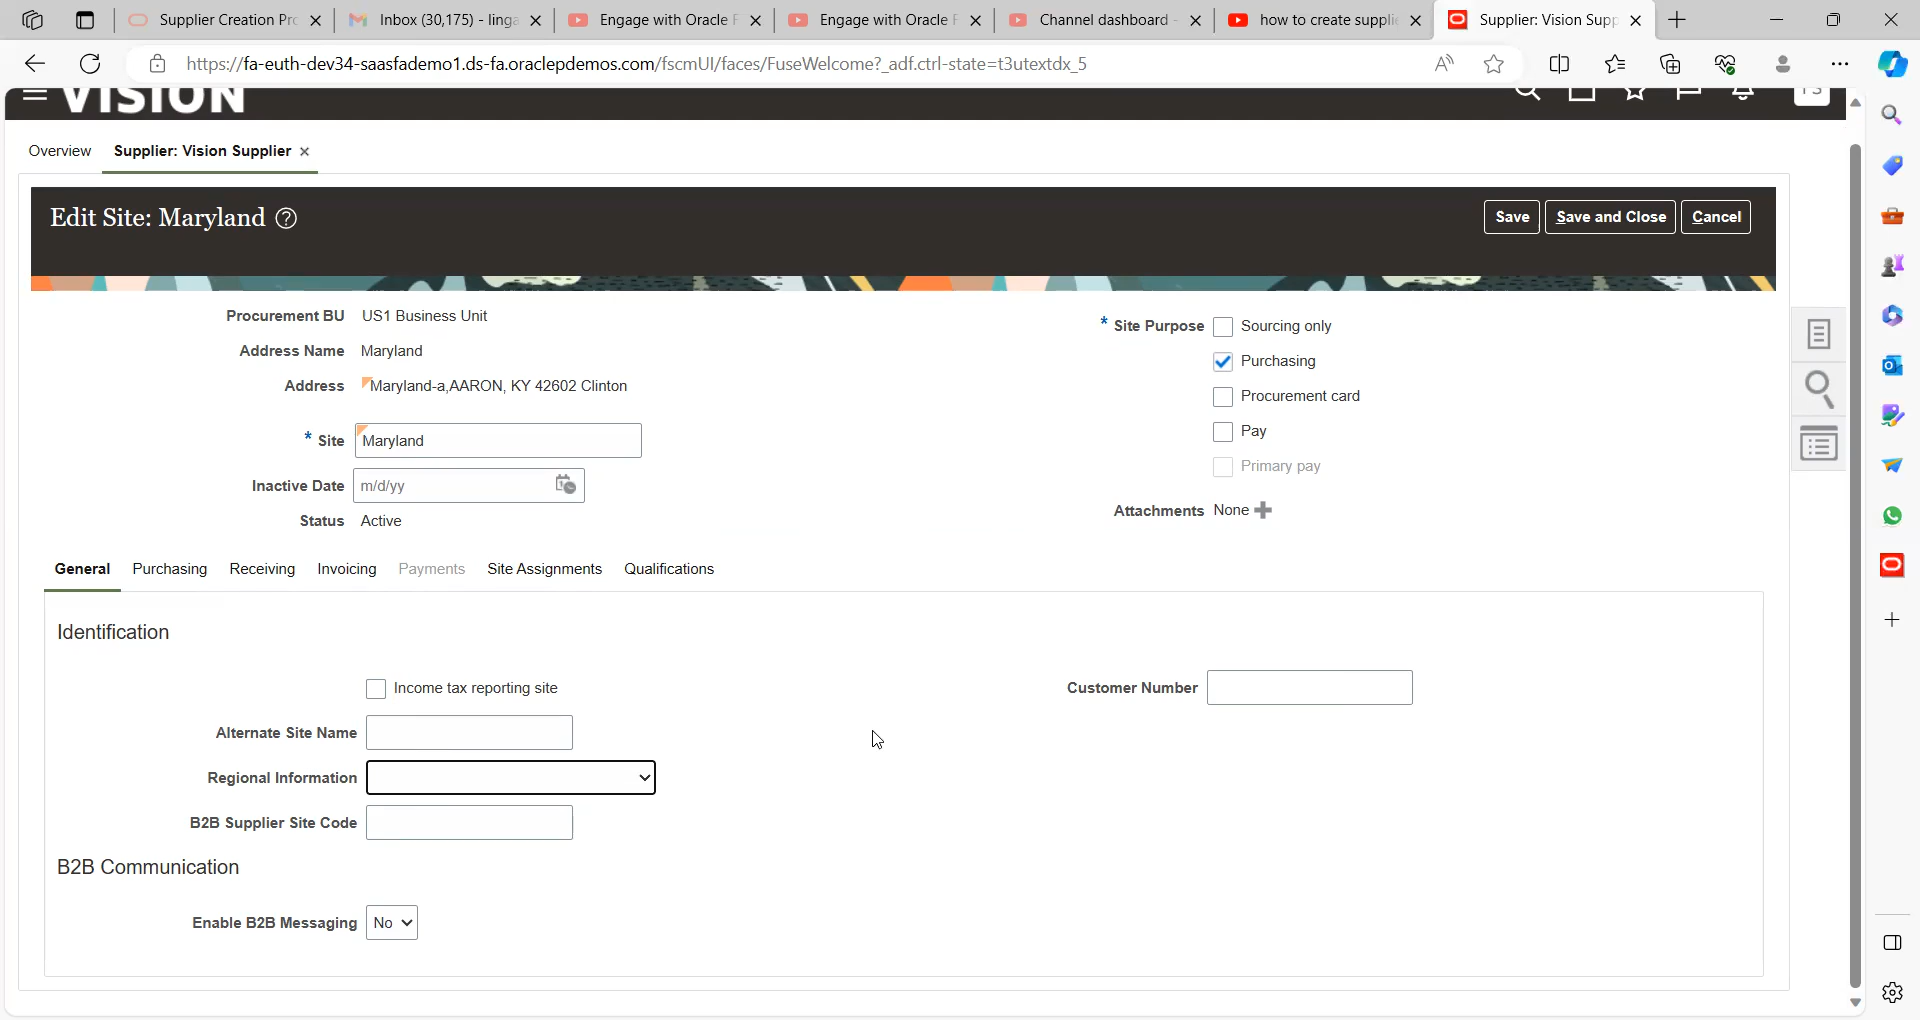 Supplier Creation Pro
Inbox (30,175) - linga
Engage with Oracle F
Engage with Oracle F
Channel dashboard -
how to create supplie
Supplier: Vision Supp
https://fa-euth-dev34-saasfademo1.ds-fa.oraclepdemos.com/fscmUI/faces/FuseWelcome?_adf.ctrl-state=t3utextdx_5
VISION
Overview
Supplier: Vision Supplier
Edit Site: Maryland
Save
Save and Close
Cancel
Procurement BU US1 Business Unit
Address Name Maryland
Address Maryland-a,AARON, KY 42602 Clinton
* Site Maryland
Inactive Date m/d/yy
Status Active
* Site Purpose Sourcing only
Purchasing
Procurement card
Pay
Primary pay
Attachments None
General Purchasing Receiving Invoicing Payments Site Assignments Qualifications
Identification
Income tax reporting site
Customer Number
Alternate Site Name
Regional Information
B2B Supplier Site Code
B2B Communication
Enable B2B Messaging No